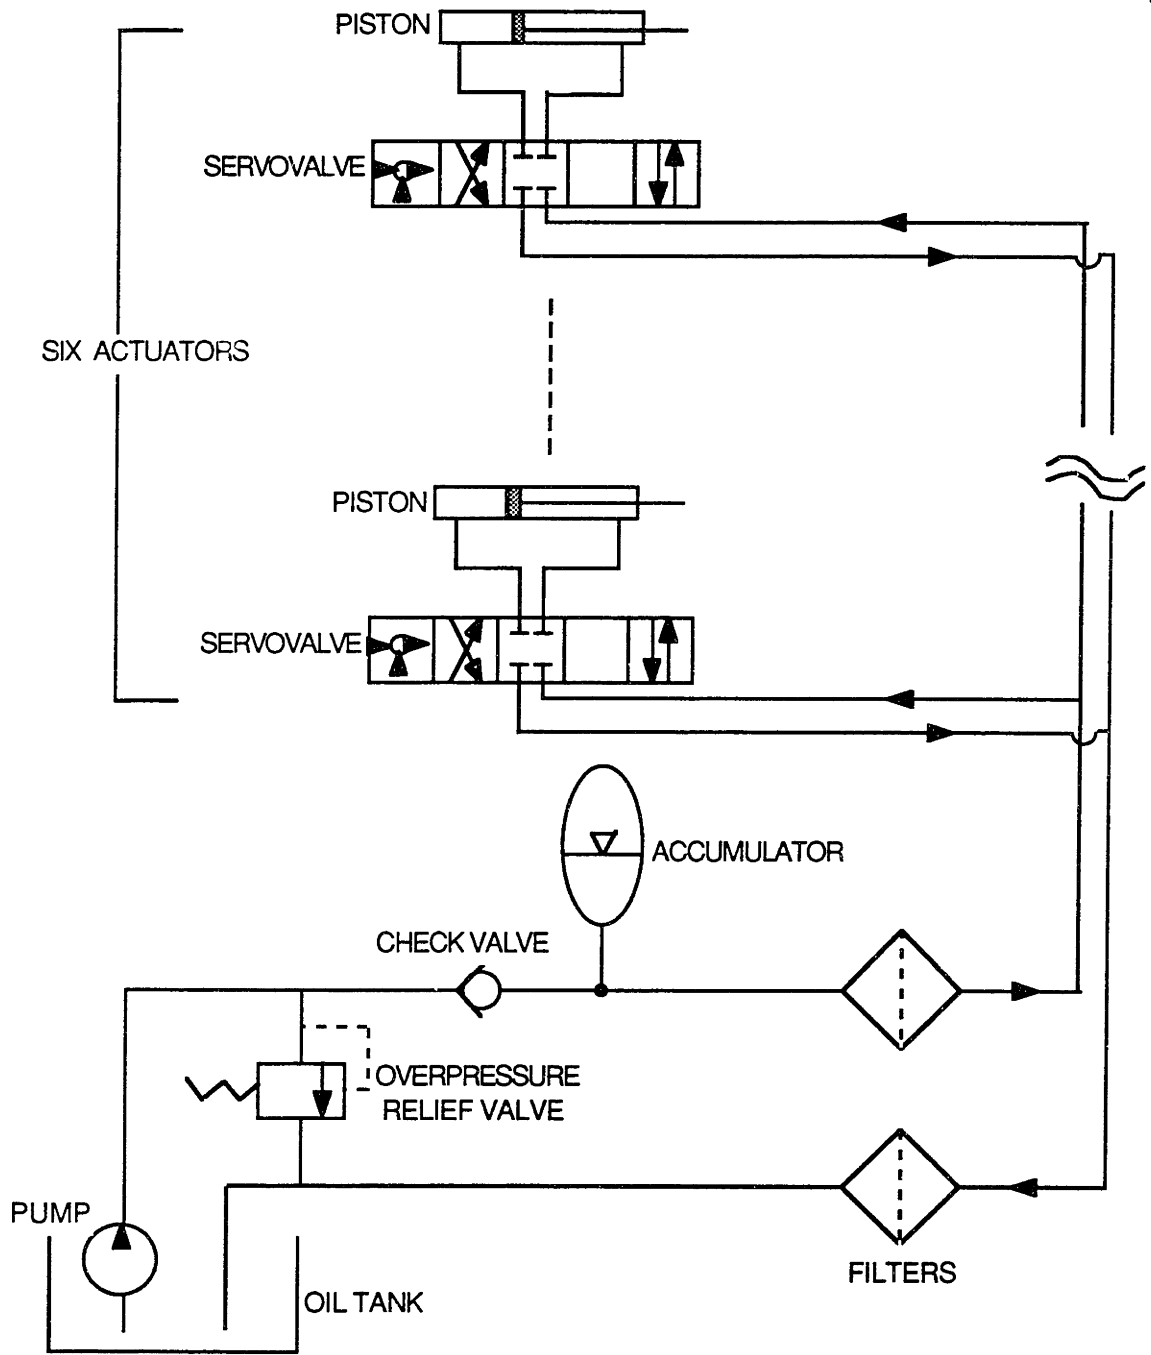 PISTON
SERVOVALVE
SIX ACTUATORS
PISTON
SERVOVALVE
ACCUMULATOR
CHECK VALVE
OVERPRESSURE
RELIEF VALVE
PUMP
FILTERS
OIL TANK